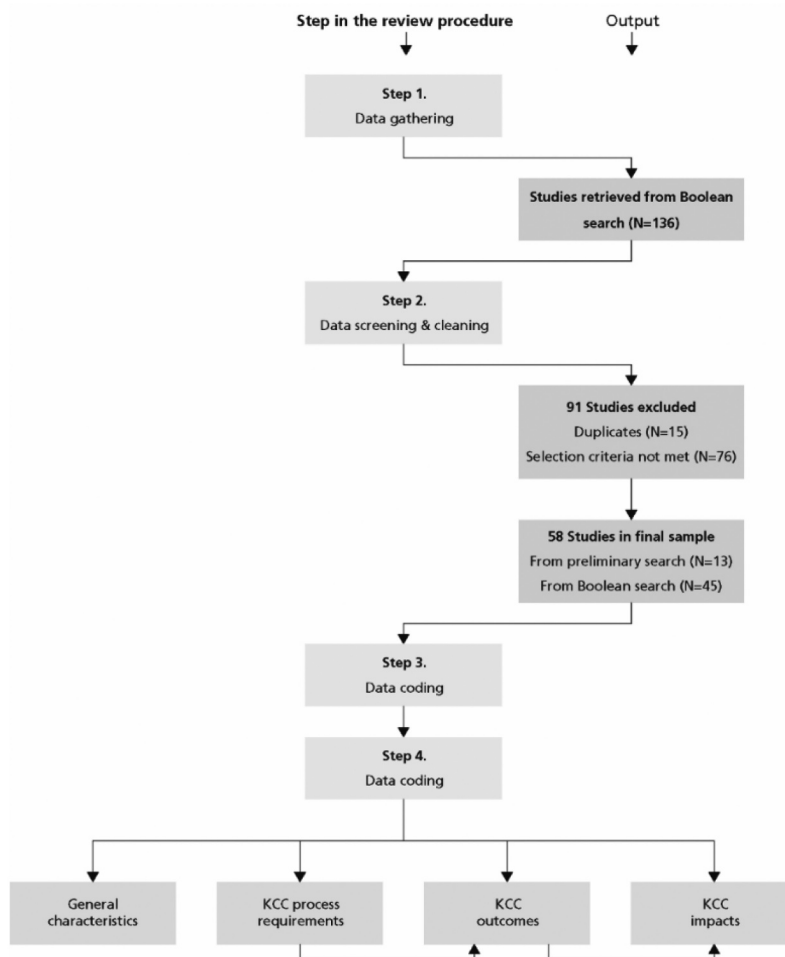 Step in the review procedure
Output
Step 1.
Data gathering
Studies retrieved from Boolean
search (N=136)
Step 2.
Data screening & cleaning
91 Studies excluded
Duplicates (N=15)
Selection criteria not met (N=76)
58 Studies in final sample
From preliminary search (N=13)
From Boolean search (N=45)
Step 3.
Data coding
Step 4.
Data coding
General
characteristics
KCC process
requirements
KCC
outcomes
KCC
impacts